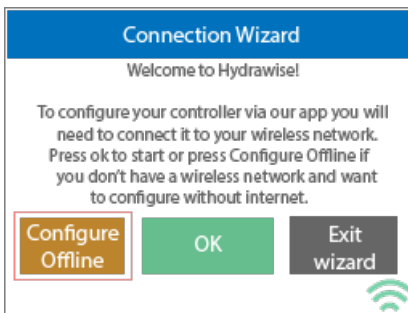 Connection Wizard
Welcome to Hydrawise!
To configure your controller via our app you will
need to connect it to your wireless network.
Press ok to start or press Configure Offline if
you don't have a wireless network and want
to configure without internet.
Configure
Offline
OK
Exit
wizard